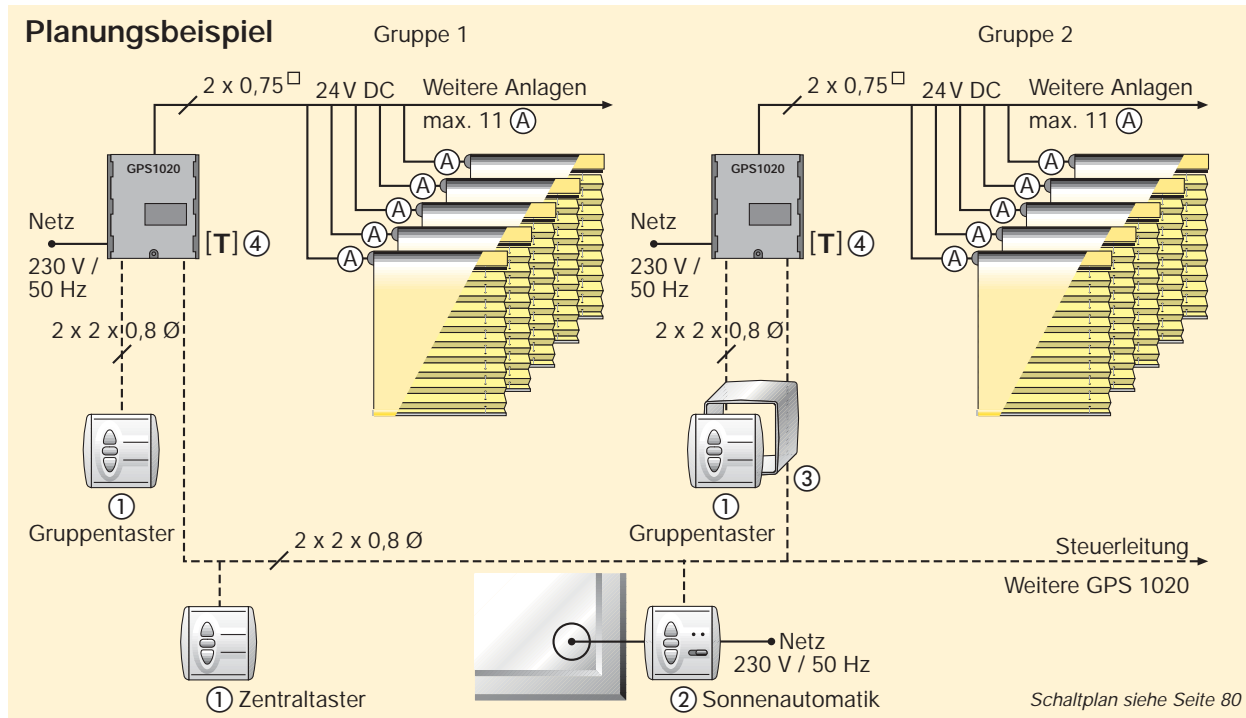 Planungsbeispiel
Gruppe 1
Gruppe 2
2 x 0,75□
24V DC
Weitere Anlagen
max. 11 Ⓐ
2 x 0,75□
24V DC
Weitere Anlagen
max. 11 Ⓐ
GPS1020
A
A
A
A
A
GPS1020
A
A
A
A
A
Netz
230 V /
50 Hz
[T] ④
Netz
230 V /
50 Hz
[T] ④
2 x 2 x 0,8 Ø
2 x 2 x 0,8 Ø
①
Gruppentaster
③
①
Gruppentaster
2 x 2 x 0,8 Ø
Steuerleitung
Weitere GPS 1020
Netz
230 V / 50 Hz
① Zentraltaster
② Sonnenautomatik
Schaltplan siehe Seite 80